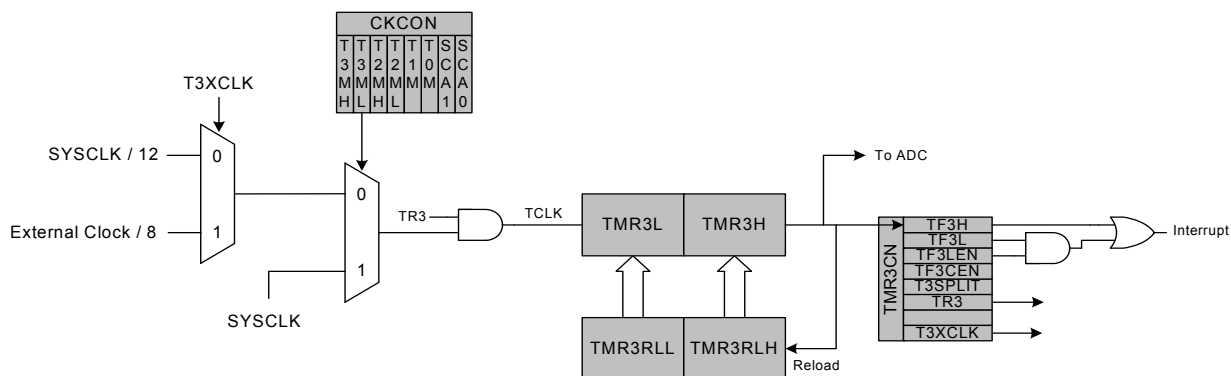 CKCON
T3MH
T3ML
T2MH
T2ML
T1M
T0M
SCA1
SCA0
T3XCLK
SYSCLK / 12
0
External Clock / 8
1
0
1
SYSCLK
TR3
TCLK
TMR3L
TMR3H
To ADC
TMR3RLL
TMR3RLH
Reload
TMR3CN
TF3H
TF3L
TF3LEN
TF3CEN
T3SPLIT
TR3
T3XCLK
Interrupt